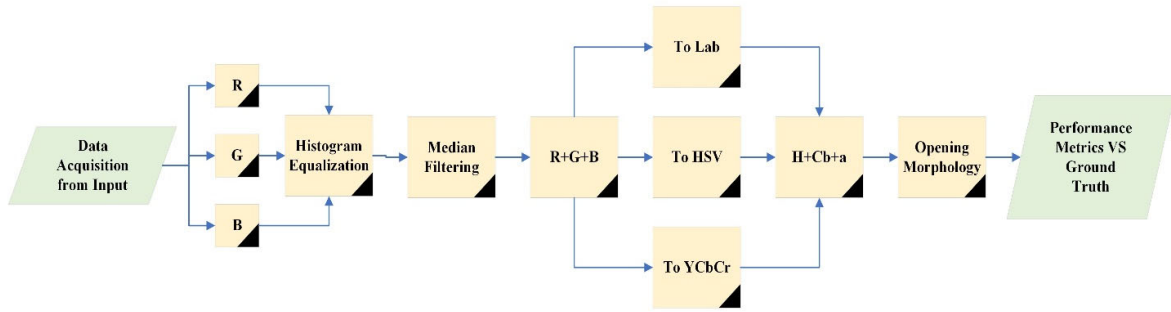 Data
Acquisition
from Input
R
G
B
Histogram
Equalization
Median
Filtering
R+G+B
To Lab
To HSV
To YCbCr
H+Cb+a
Opening
Morphology
Performance
Metrics VS
Ground
Truth